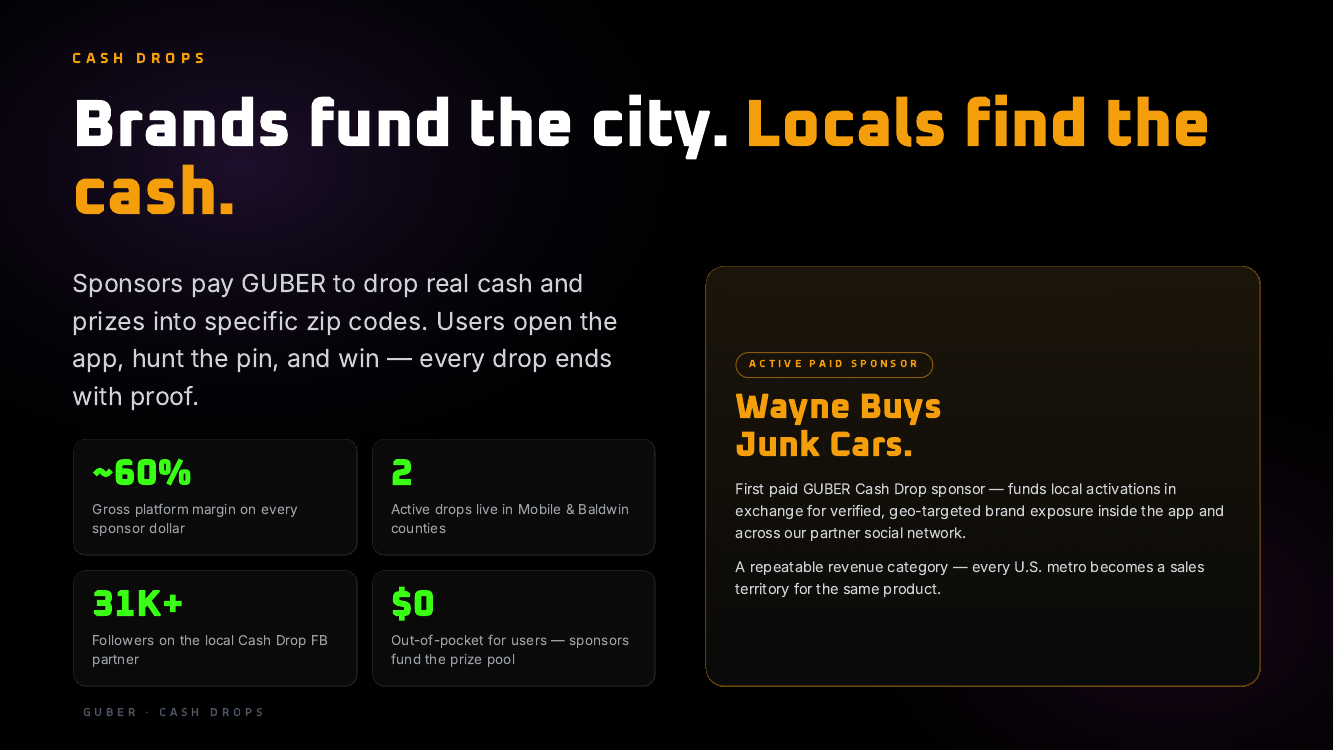 CASH DROPS
Brands fund the city. Locals find the
cash.
Sponsors pay GUBER to drop real cash and
prizes into specific zip codes. Users open the
app, hunt the pin, and win — every drop ends
with proof.
~60%
Gross platform margin on every
sponsor dollar
2
Active drops live in Mobile & Baldwin
counties
31K+
Followers on the local Cash Drop FB
partner
$0
Out-of-pocket for users — sponsors
fund the prize pool
ACTIVE PAID SPONSOR
Wayne Buys
Junk Cars.
First paid GUBER Cash Drop sponsor — funds local activations in
exchange for verified, geo-targeted brand exposure inside the app and
across our partner social network.
A repeatable revenue category — every U.S. metro becomes a sales
territory for the same product.
GUBER · CASH DROPS